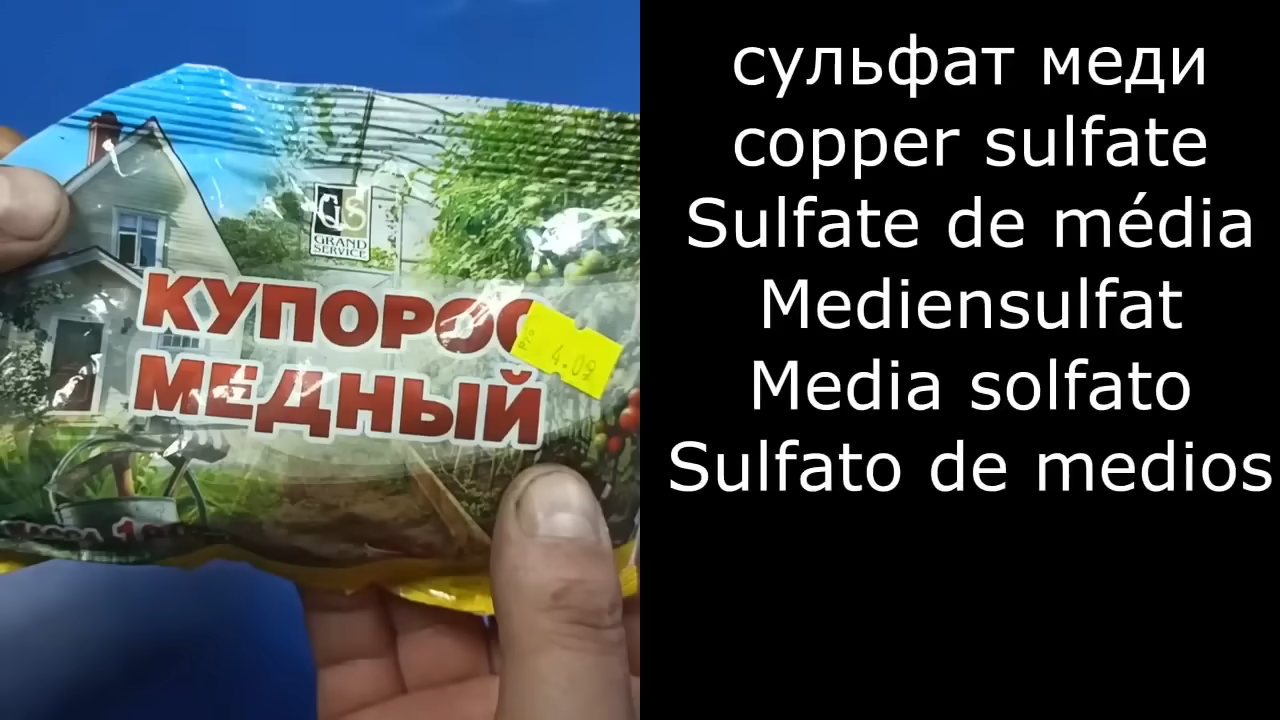 GS
GRAND
SERVICE
КУПОРОС
МЕДНЫЙ
4.09
сульфат меди
copper sulfate
Sulfate de média
Mediensulfat
Media solfato
Sulfato de medios